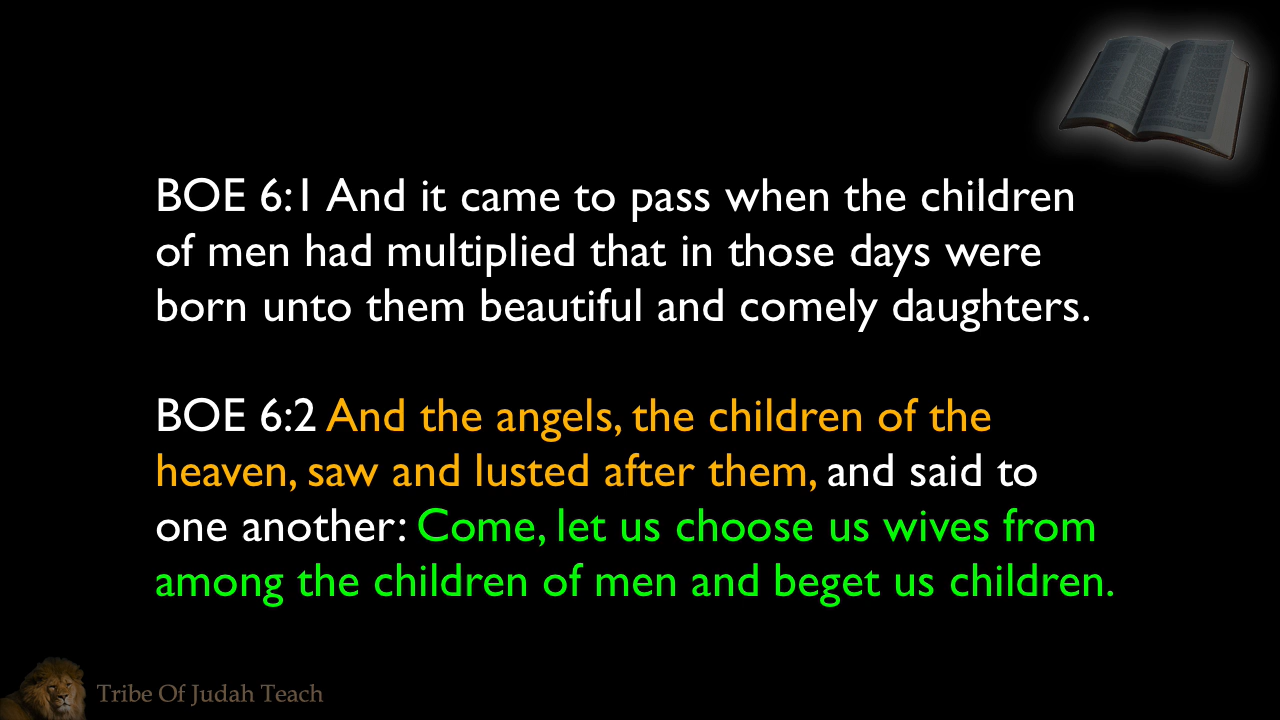 BOE 6:1 And it came to pass when the children
of men had multiplied that in those days were
born unto them beautiful and comely daughters.
BOE 6:2 And the angels, the children of the
heaven, saw and lusted after them, and said to
one another: Come, let us choose us wives from
among the children of men and beget us children.
Tribe Of Judah Teach